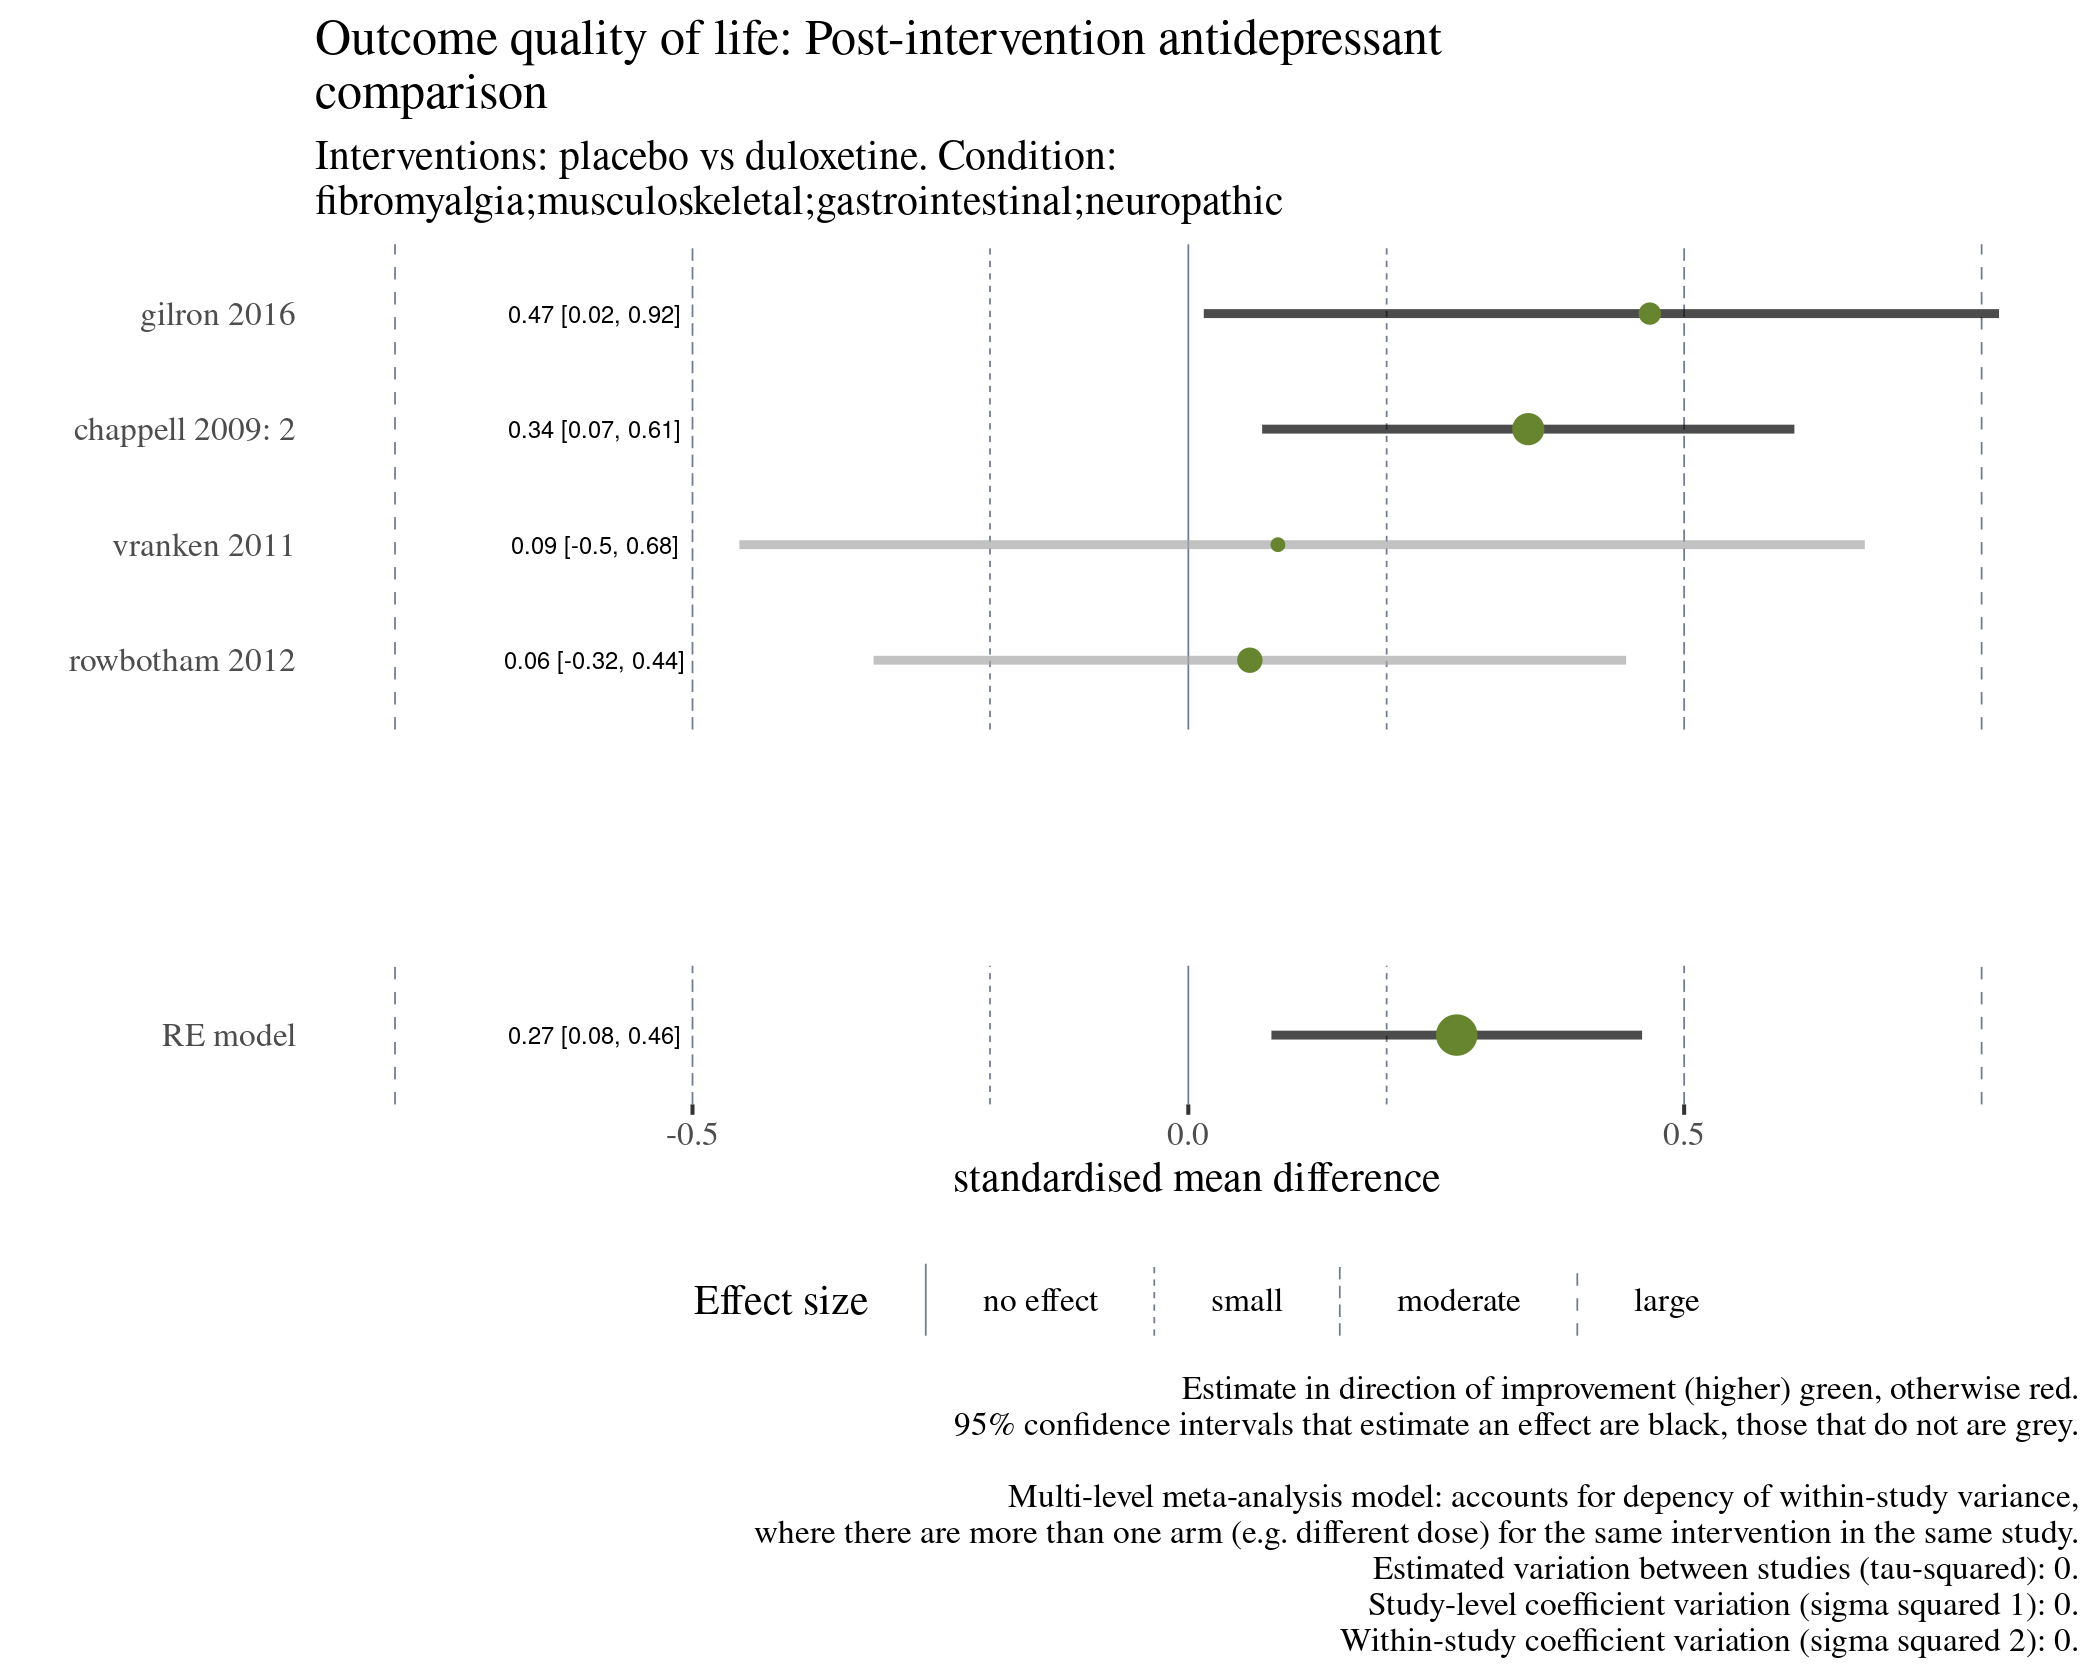 Outcome quality of life: Post-intervention antidepressant
comparison
Interventions: placebo vs duloxetine. Condition:
fibromyalgia;musculoskeletal;gastrointestinal;neuropathic
gilron 2016 0.47 [0.02, 0.92]
chappell 2009: 2 0.34 [0.07, 0.61]
vranken 2011 0.09 [-0.5, 0.68]
rowbotham 2012 0.06 [-0.32, 0.44]
RE model 0.27 [0.08, 0.46]
-0.5 0.0 0.5
standardised mean difference
Effect size no effect small moderate large
Estimate in direction of improvement (higher) green, otherwise red.
95% confidence intervals that estimate an effect are black, those that do not are grey.
Multi-level meta-analysis model: accounts for depency of within-study variance,
where there are more than one arm (e.g. different dose) for the same intervention in the same study.
Estimated variation between studies (tau-squared): 0.
Study-level coefficient variation (sigma squared 1): 0.
Within-study coefficient variation (sigma squared 2): 0.